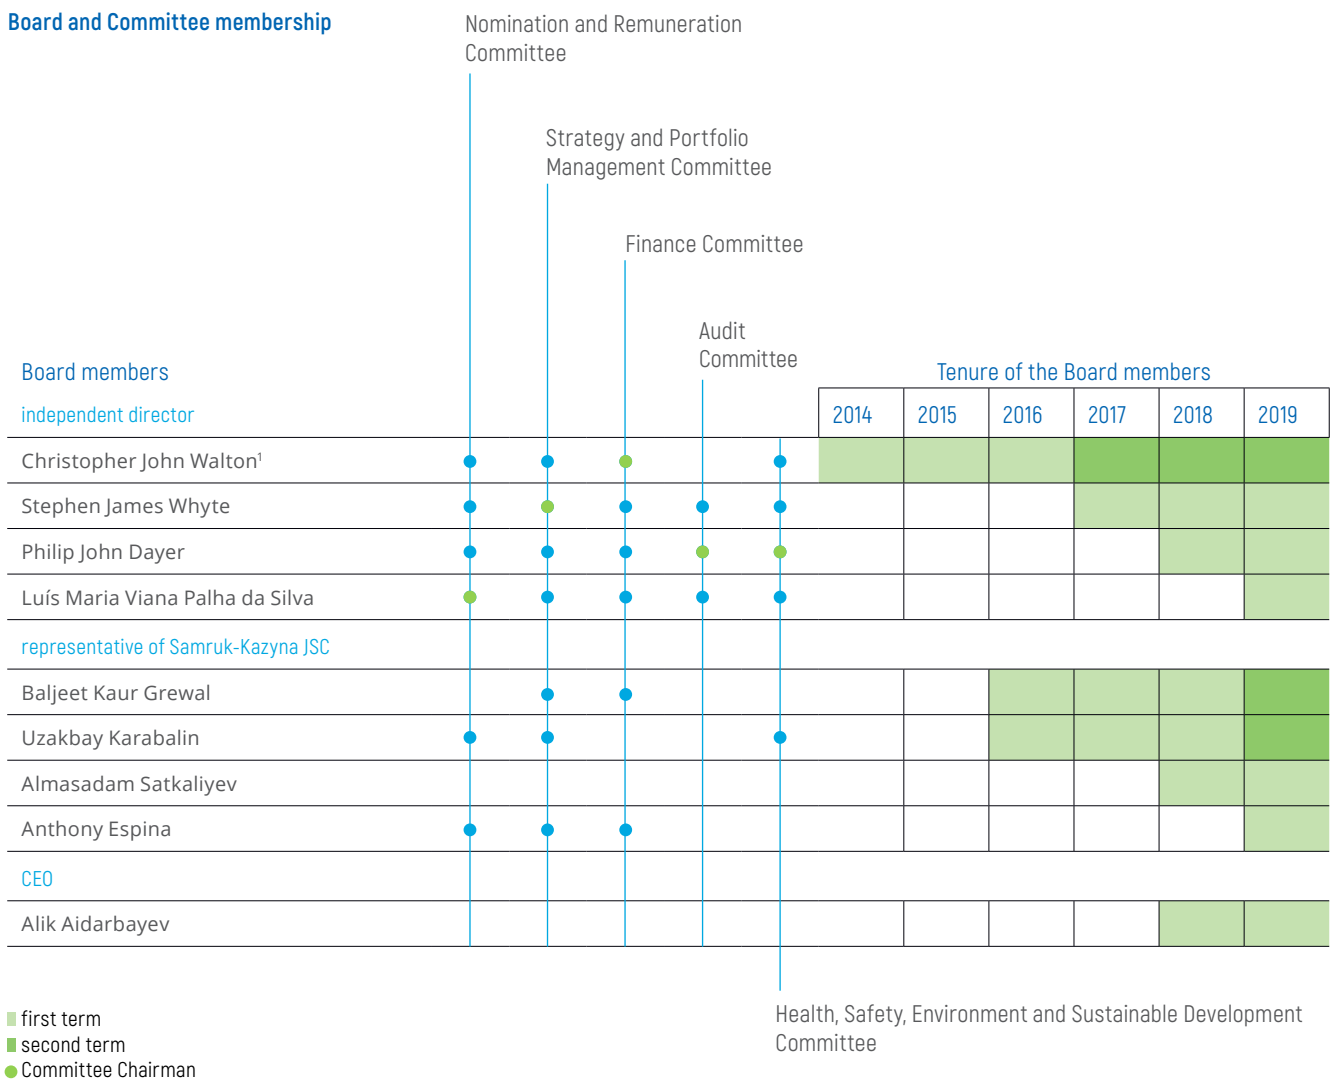 Board and Committee membership
Nomination and Remuneration
Committee
Strategy and Portfolio
Management Committee
Finance Committee
Audit
Committee
Board members
Tenure of the Board members
independent director
2014 2015 2016 2017 2018 2019
Christopher John Walton¹
Stephen James Whyte
Philip John Dayer
Luís Maria Viana Palha da Silva
representative of Samruk-Kazyna JSC
Baljeet Kaur Grewal
Uzakbay Karabalin
Almasadam Satkaliyev
Anthony Espina
CEO
Alik Aidarbayev
Health, Safety, Environment and Sustainable Development
Committee
first term
second term
Committee Chairman